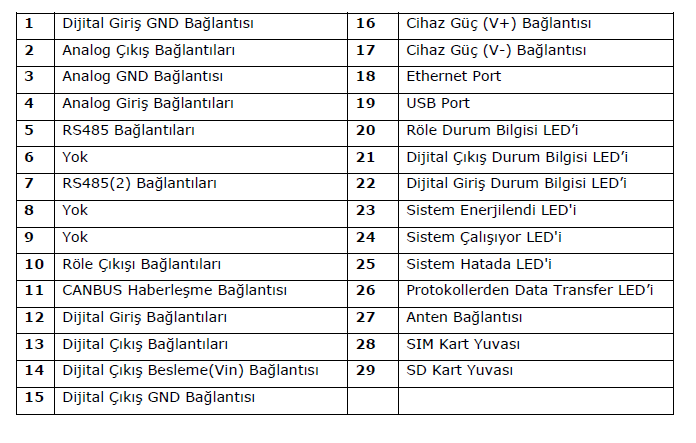 1 Dijital Giriş GND Bağlantısı 16 Cihaz Güç (V+) Bağlantısı
2 Analog Çıkış Bağlantıları 17 Cihaz Güç (V-) Bağlantısı
3 Analog GND Bağlantısı 18 Ethernet Port
4 Analog Giriş Bağlantıları 19 USB Port
5 RS485 Bağlantıları 20 Röle Durum Bilgisi LED’i
6 Yok 21 Dijital Çıkış Durum Bilgisi LED’i
7 RS485(2) Bağlantıları 22 Dijital Giriş Durum Bilgisi LED’i
8 Yok 23 Sistem Enerjilendi LED'i
9 Yok 24 Sistem Çalışıyor LED'i
10 Röle Çıkışı Bağlantıları 25 Sistem Hatada LED'i
11 CANBUS Haberleşme Bağlantısı 26 Protokollerden Data Transfer LED’i
12 Dijital Giriş Bağlantıları 27 Anten Bağlantısı
13 Dijital Çıkış Bağlantıları 28 SIM Kart Yuvası
14 Dijital Çıkış Besleme(Vin) Bağlantısı 29 SD Kart Yuvası
15 Dijital Çıkış GND Bağlantısı